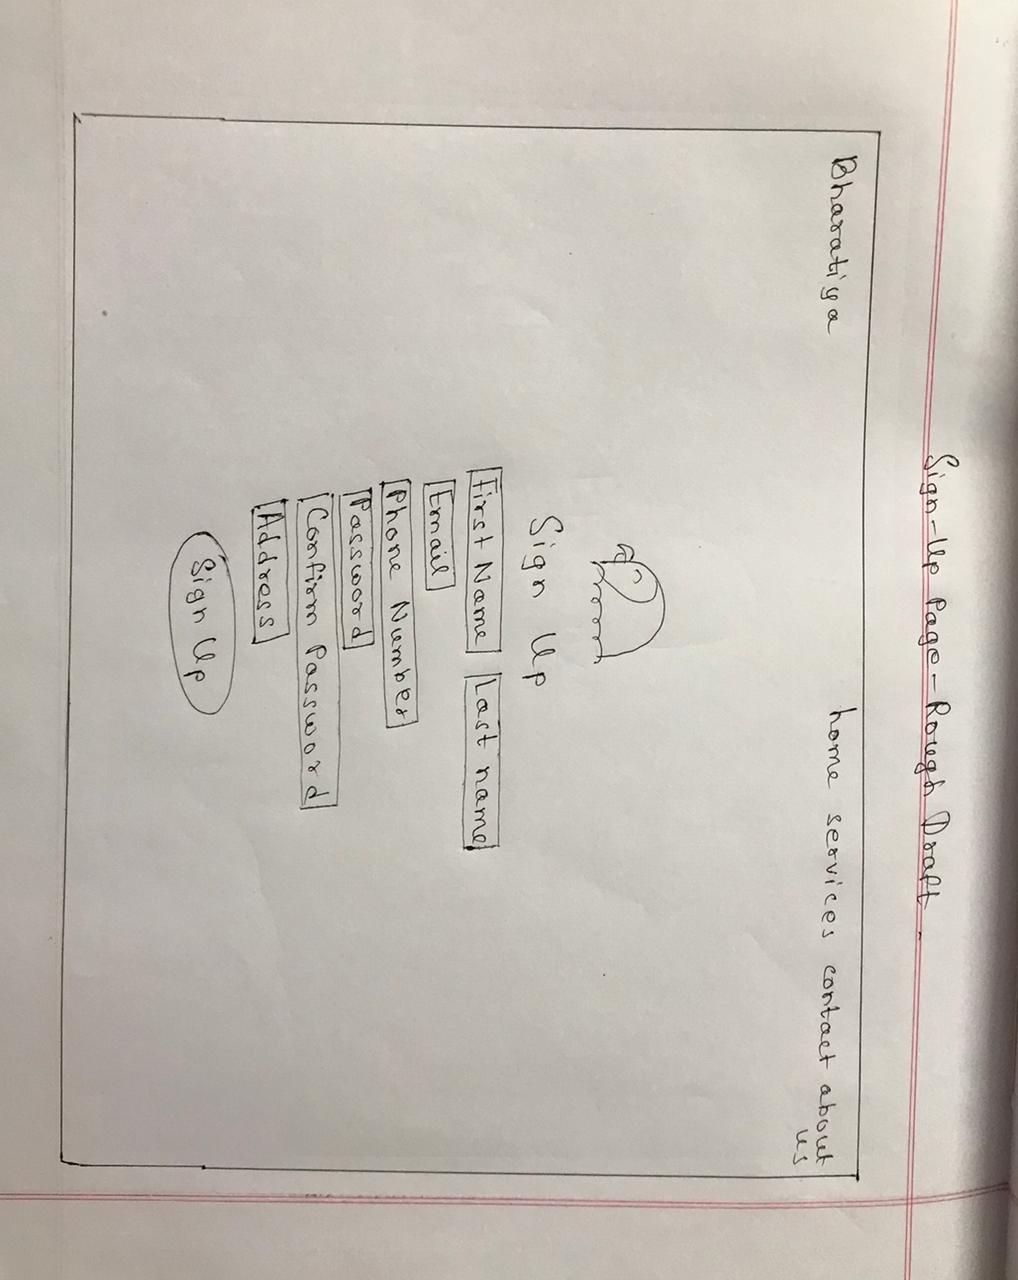 Sign-Up Page-Rough Draft.
Bharatiya home services contact about
us
Sign Up
First Name Last name
Email
Phone Number
Password
Confirm Password
Address
Sign Up